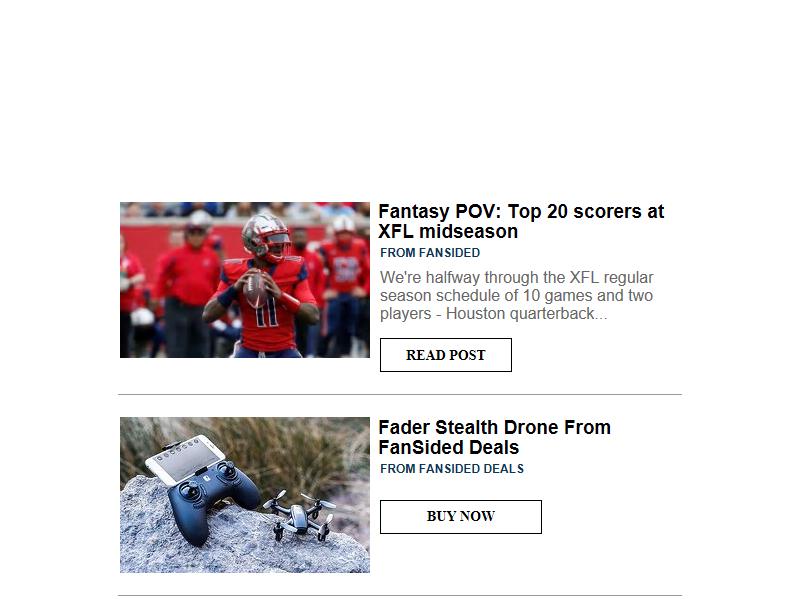 Fantasy POV: Top 20 scorers at
XFL midseason
FROM FANSIDED
We're halfway through the XFL regular
season schedule of 10 games and two
players - Houston quarterback...
READ POST
11
Fader Stealth Drone From
FanSided Deals
FROM FANSIDED DEALS
BUY NOW